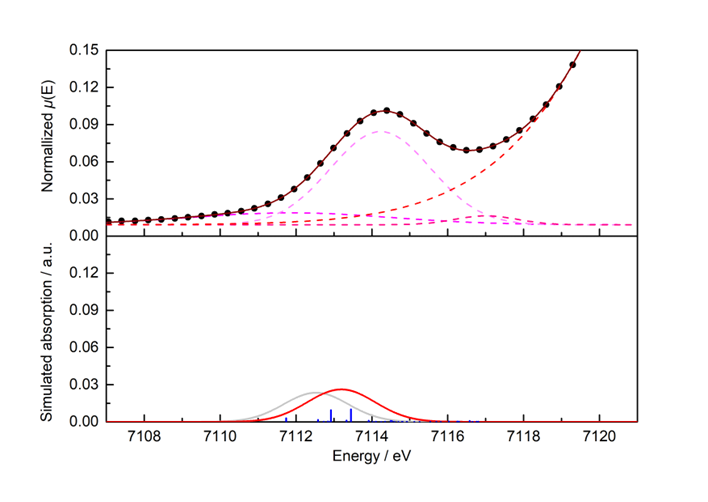 Normallized μ(E)
0.15
0.12
0.09
0.06
0.03
0.00
Simulated absorption / a.u.
0.12
0.09
0.06
0.03
0.00
7108 7110 7112 7114 7116 7118 7120
Energy / eV